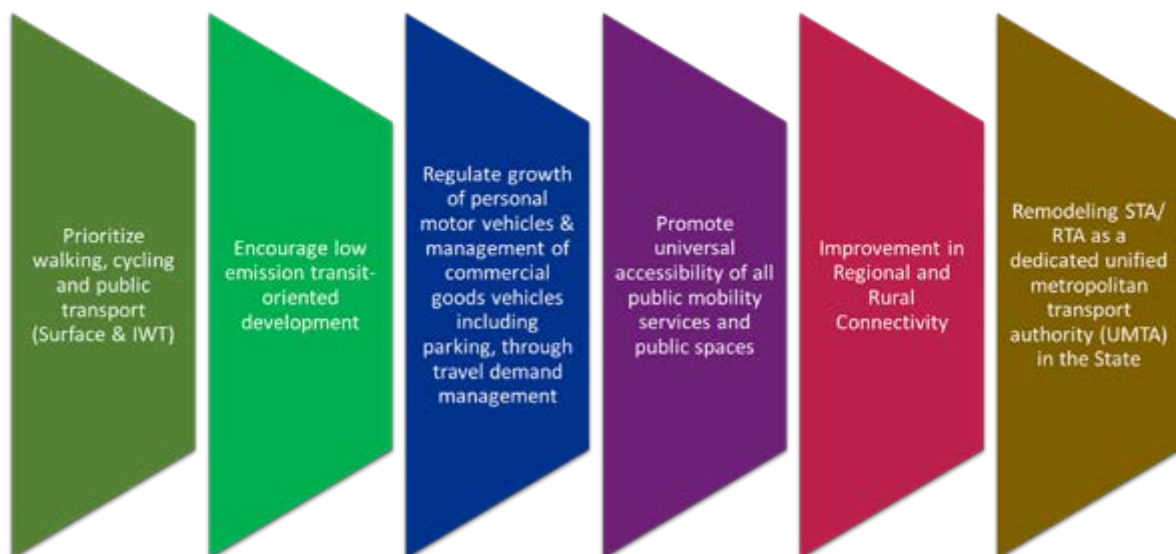 Prioritize
walking, cycling
and public
transport
(Surface & IWT)
Encourage low
emission transit-
oriented
development
Regulate growth
of personal
motor vehicles &
management of
commercial
goods vehicles
including
parking, through
travel demand
management
Promote
universal
accessibility of all
public mobility
services and
public spaces
Improvement in
Regional and
Rural
Connectivity
Remodeling STA/
RTA as a
dedicated unified
metropolitan
transport
authority (UMTA)
in the State